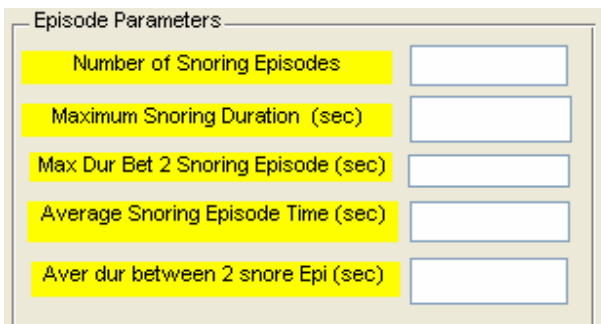 Episode Parameters
Number of Snoring Episodes
Maximum Snoring Duration (sec)
Max Dur Bet 2 Snoring Episode (sec)
Average Snoring Episode Time (sec)
Aver dur between 2 snore Epi (sec)